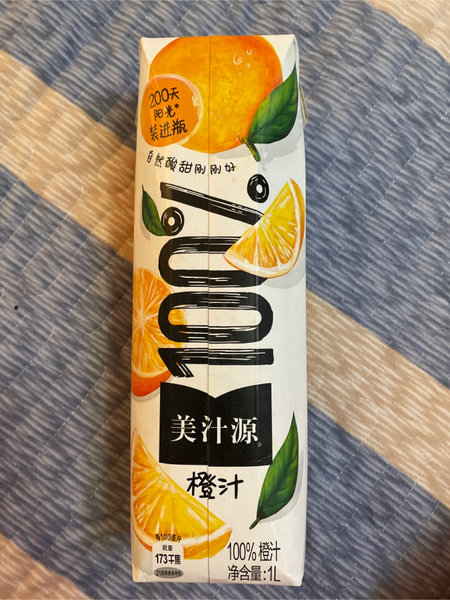 200天
阳光*
装进瓶
自然酸甜刚刚好
100%
美汁源
橙汁
每100毫升
能量
173千焦
100%橙汁
净含量:1L